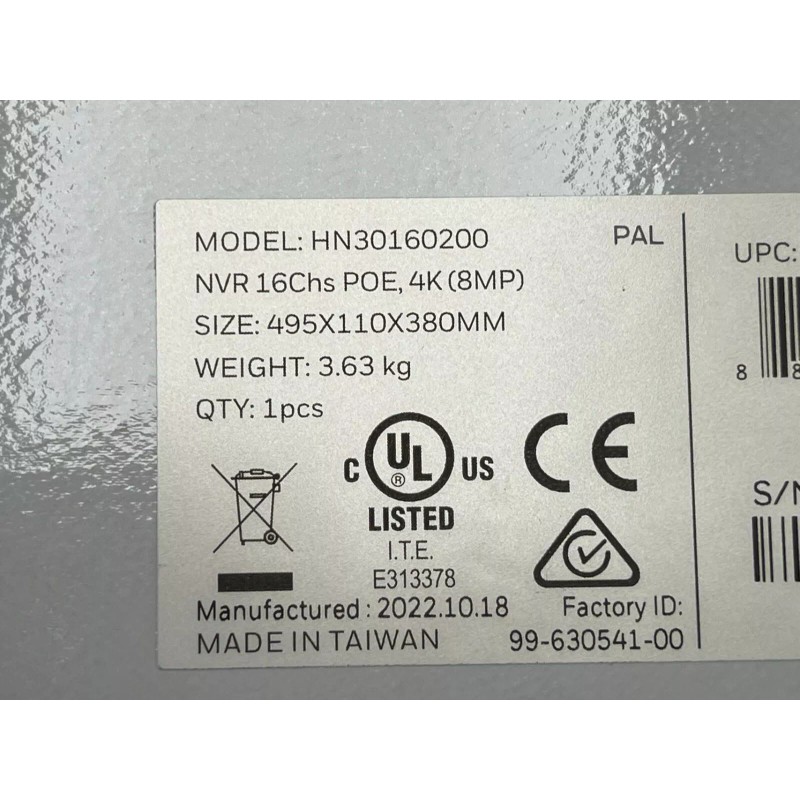 MODEL: HN30160200
PAL
NVR 16Chs POE, 4K (8MP)
SIZE: 495X110X380MM
WEIGHT: 3.63 kg
QTY: 1pcs
C UL ® US
LISTED
I.T.E.
E313378
CE
Manufactured : 2022.10.18
Factory ID:
MADE IN TAIWAN
99-630541-00
UPC:
8
S/N